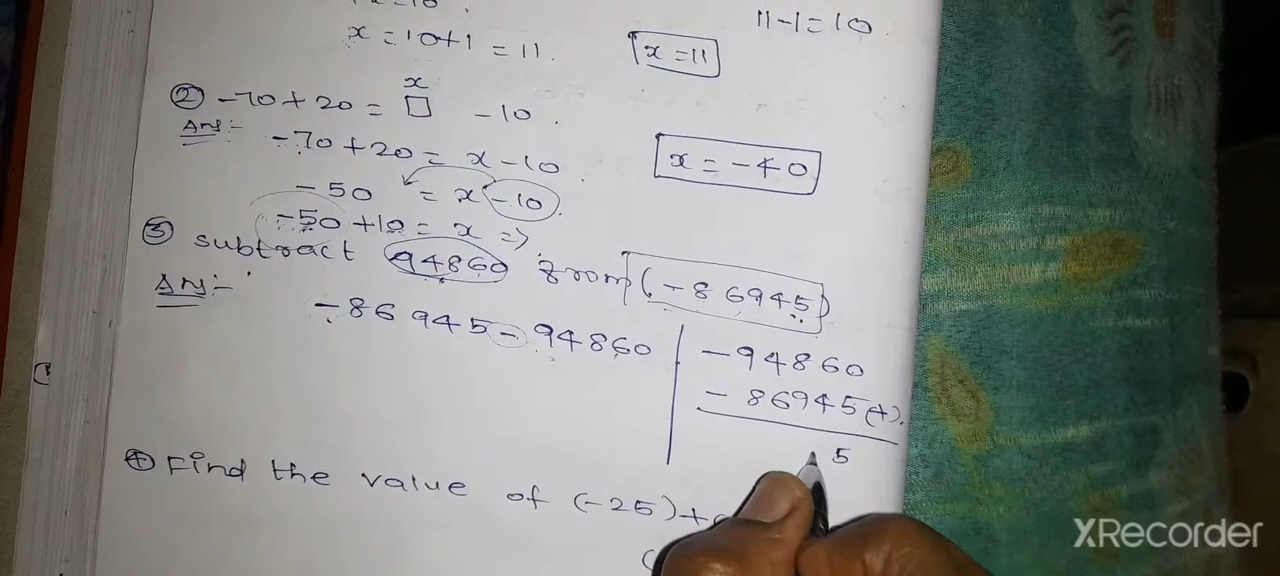 11-1=10.
x = 10+1 = 11. x=11
② -70+20 = □ -10.
x
Ans:-
-70+20 = x-10
x = -40
-50 = x-10.
-50+10 = x =>
③ subtract 94860 from (-86945)
Ans:-
-86945-94860
-94860
-86945(+).
5
④ Find the value of (-25)+
XRecorder